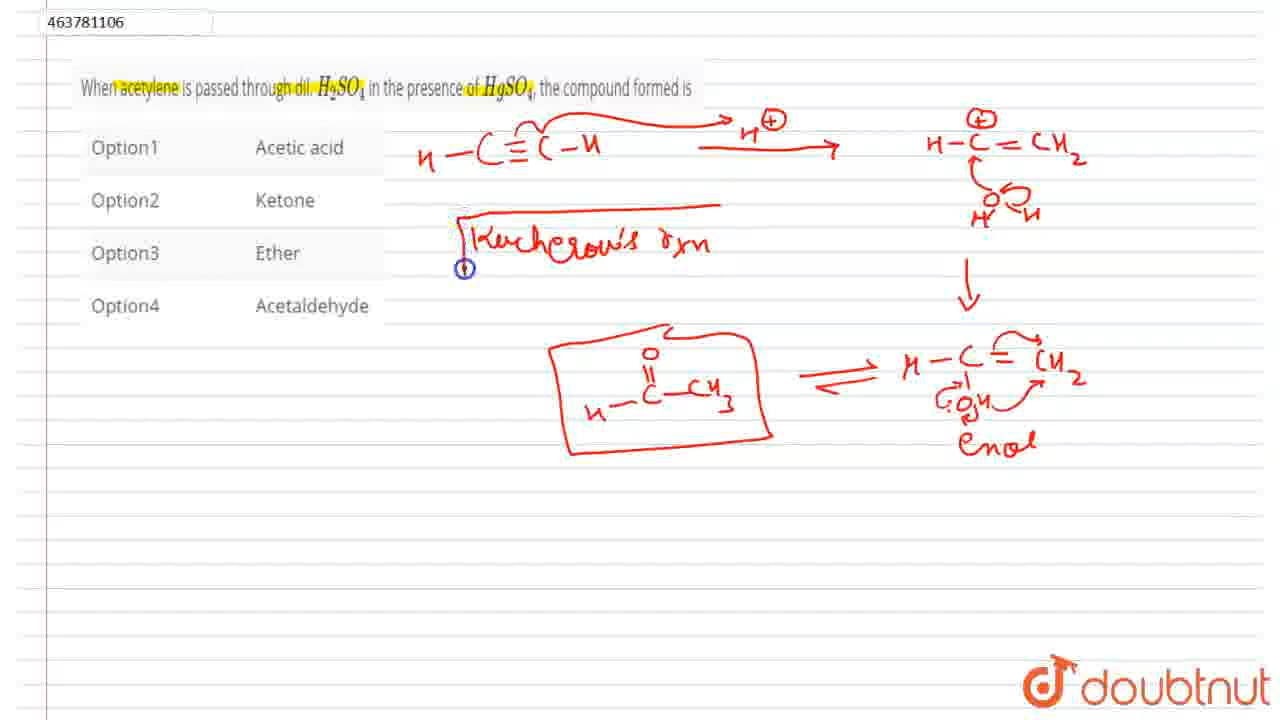 463781106
When acetylene is passed through dil. H₂SO₄ in the presence of HgSO₄, the compound formed is
Option1 Acetic acid
Option2 Ketone
Option3 Ether
Option4 Acetaldehyde
H–C≡C–H
H⊕
⊕
H–C=CH₂
O
H H
Kucherow's rxn
O
H–C–CH₃
H–C=CH₂
:OH
Enol
doubtnut